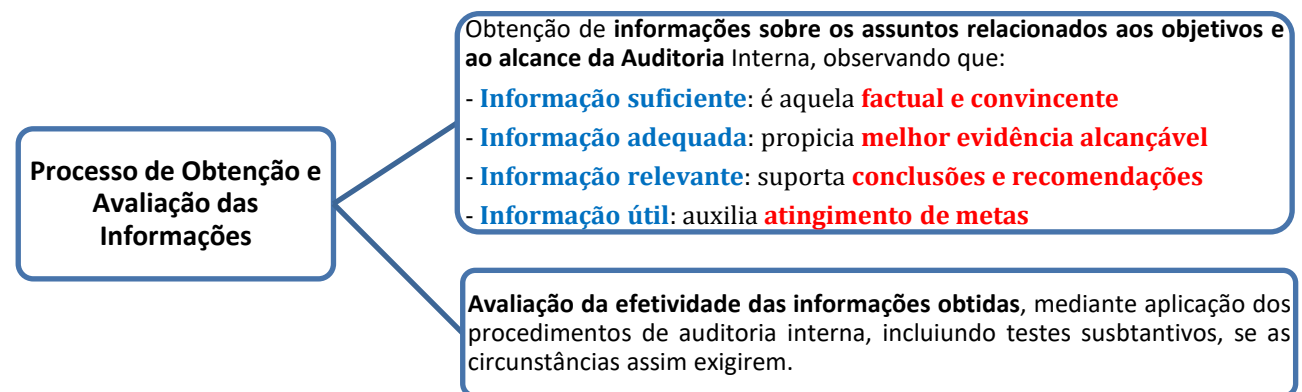 Obtenção de informações sobre os assuntos relacionados aos objetivos e
ao alcance da Auditoria Interna, observando que:
- Informação suficiente: é aquela factual e convincente
- Informação adequada: propicia melhor evidência alcançável
- Informação relevante: suporta conclusões e recomendações
- Informação útil: auxilia atingimento de metas
Processo de Obtenção e
Avaliação das
Informações
Avaliação da efetividade das informações obtidas, mediante aplicação dos
procedimentos de auditoria interna, incluiundo testes susbtantivos, se as
circunstâncias assim exigirem.